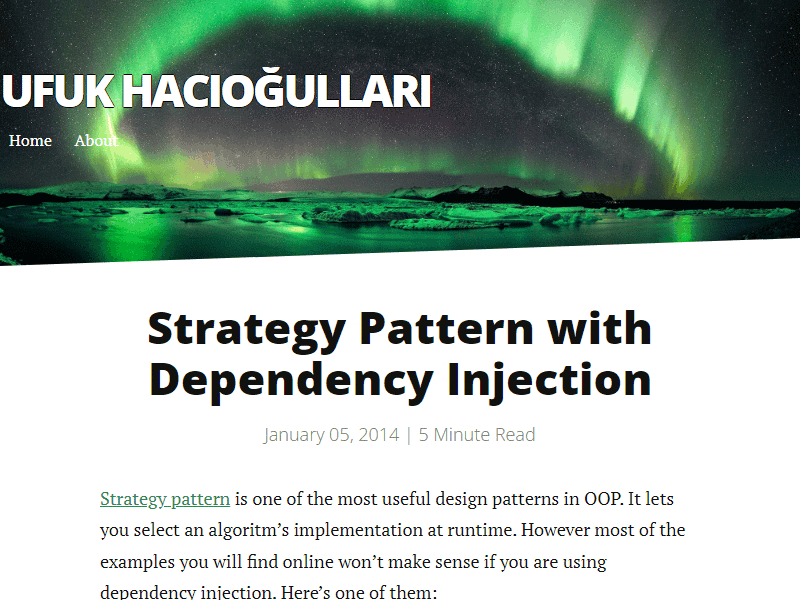 UFUK HACIOĞULLARI
Home About
Strategy Pattern with
Dependency Injection
January 05, 2014 | 5 Minute Read
Strategy pattern is one of the most useful design patterns in OOP. It lets
you select an algoritm’s implementation at runtime. However most of the
examples you will find online won’t make sense if you are using
dependency injection. Here’s one of them: